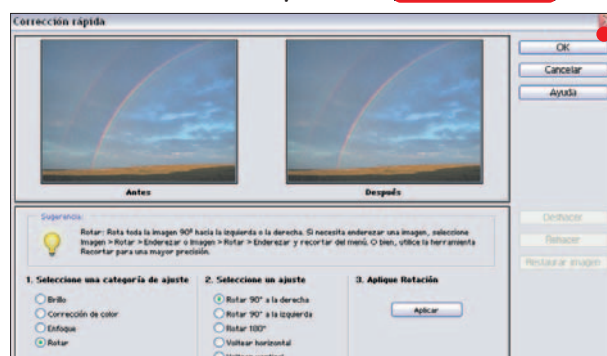 Corrección rápida
OK
Cancelar
Ayuda
Antes
Después
Sugerencia
Rotar: Rota toda la imagen 90º hacia la izquierda o la derecha. Si necesita enderezar una imagen, seleccione
Imagen > Rotar > Enderezar o Imagen > Rotar > Enderezar y recortar del menú. O bien, utilice la herramienta
Recortar para una mayor precisión.
Deshacer
Rehacer
Restaurar imagen
1. Seleccione una categoría de ajuste
2. Seleccione un ajuste
3. Aplique Rotación
Brillo
Corrección de color
Enfoque
Rotar
Rotar 90° a la derecha
Rotar 90° a la izquierda
Rotar 180°
Voltear horizontal
Voltear vertical
Aplicar